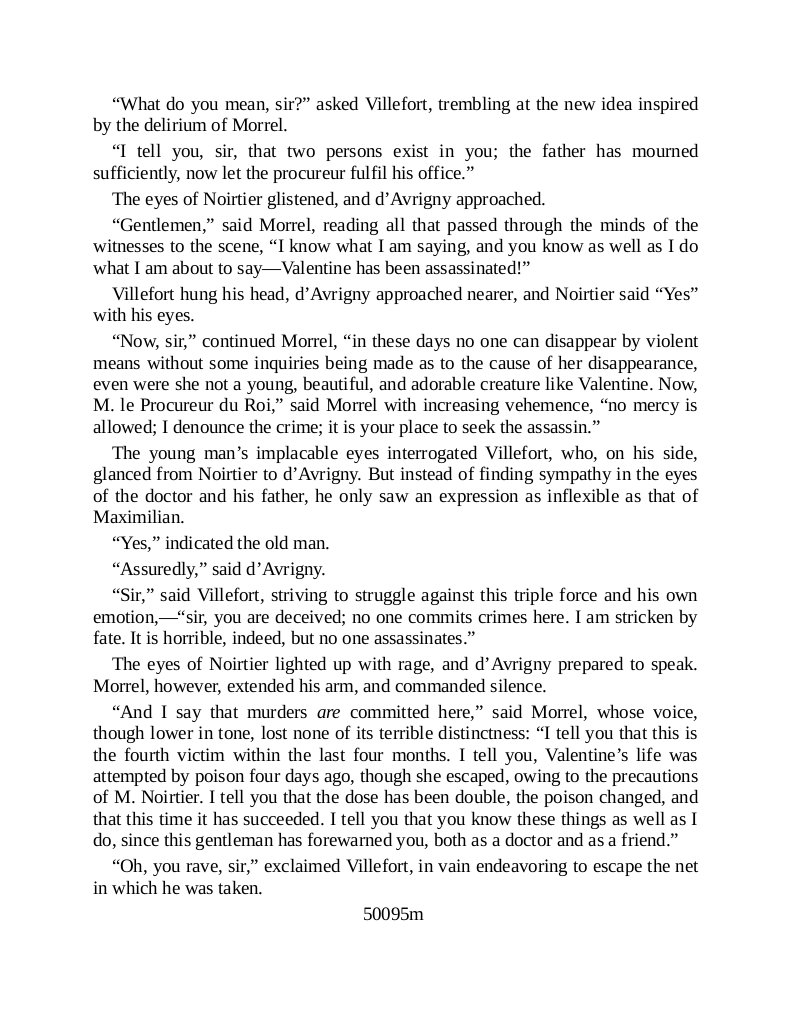 “What do you mean, sir?” asked Villefort, trembling at the new idea inspired
by the delirium of Morrel.
“I tell you, sir, that two persons exist in you; the father has mourned
sufficiently, now let the procureur fulfil his office.”
The eyes of Noirtier glistened, and d’Avrigny approached.
“Gentlemen,” said Morrel, reading all that passed through the minds of the
witnesses to the scene, “I know what I am saying, and you know as well as I do
what I am about to say—Valentine has been assassinated!”
Villefort hung his head, d’Avrigny approached nearer, and Noirtier said “Yes”
with his eyes.
“Now, sir,” continued Morrel, “in these days no one can disappear by violent
means without some inquiries being made as to the cause of her disappearance,
even were she not a young, beautiful, and adorable creature like Valentine. Now,
M. le Procureur du Roi,” said Morrel with increasing vehemence, “no mercy is
allowed; I denounce the crime; it is your place to seek the assassin.”
The young man’s implacable eyes interrogated Villefort, who, on his side,
glanced from Noirtier to d’Avrigny. But instead of finding sympathy in the eyes
of the doctor and his father, he only saw an expression as inflexible as that of
Maximilian.
“Yes,” indicated the old man.
“Assuredly,” said d’Avrigny.
“Sir,” said Villefort, striving to struggle against this triple force and his own
emotion,—“sir, you are deceived; no one commits crimes here. I am stricken by
fate. It is horrible, indeed, but no one assassinates.”
The eyes of Noirtier lighted up with rage, and d’Avrigny prepared to speak.
Morrel, however, extended his arm, and commanded silence.
“And I say that murders are committed here,” said Morrel, whose voice,
though lower in tone, lost none of its terrible distinctness: “I tell you that this is
the fourth victim within the last four months. I tell you, Valentine’s life was
attempted by poison four days ago, though she escaped, owing to the precautions
of M. Noirtier. I tell you that the dose has been double, the poison changed, and
that this time it has succeeded. I tell you that you know these things as well as I
do, since this gentleman has forewarned you, both as a doctor and as a friend.”
“Oh, you rave, sir,” exclaimed Villefort, in vain endeavoring to escape the net
in which he was taken.
50095m